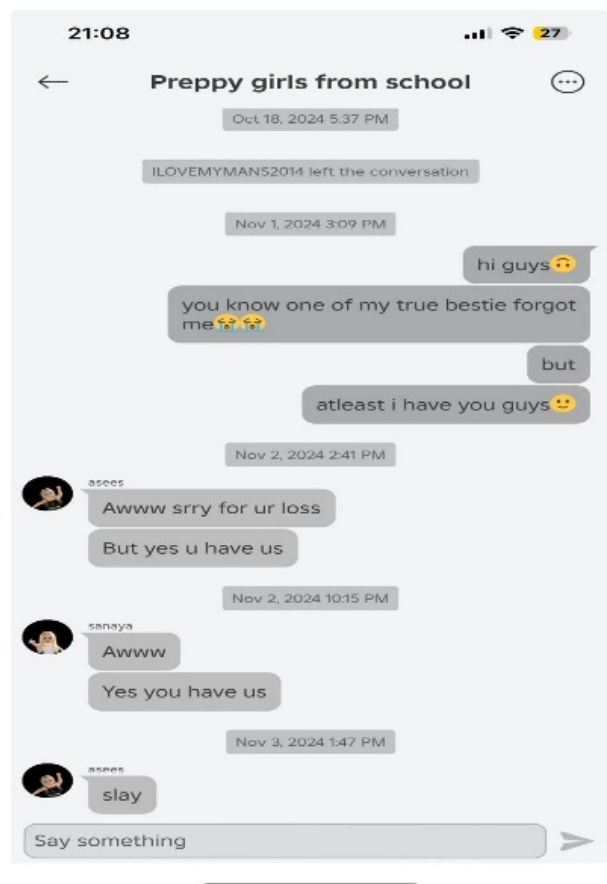 21:08
27
Preppy girls from school
Oct 18, 2024 5:37 PM
ILOVEMYMANS2014 left the conversation
Nov 1, 2024 3:09 PM
hi guys🙃
you know one of my true bestie forgot
me😭😭
but
atleast i have you guys🙂
Nov 2, 2024 2:41 PM
asees
Awww srry for ur loss
But yes u have us
Nov 2, 2024 10:15 PM
sanaya
Awww
Yes you have us
Nov 3, 2024 1:47 PM
asees
slay
Say something